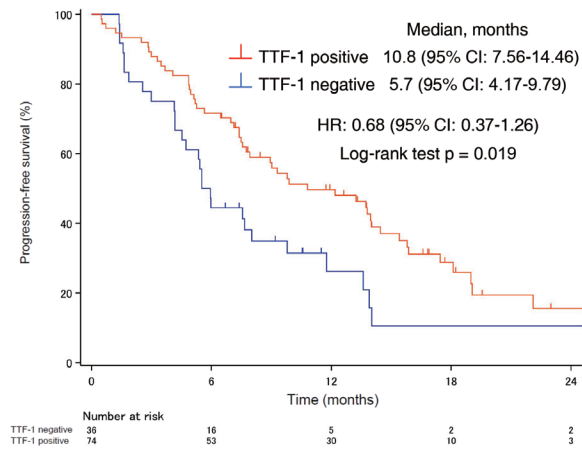 Median, months
TTF-1 positive 10.8 (95% CI: 7.56-14.46)
TTF-1 negative 5.7 (95% CI: 4.17-9.79)
HR: 0.68 (95% CI: 0.37-1.26)
Log-rank test p = 0.019
Progression-free survival (%)
100
80
60
40
20
0
0 6 12 18 24
Time (months)
Number at risk
TTF-1 negative 36 16 5 2 2
TTF-1 positive 74 53 30 10 3